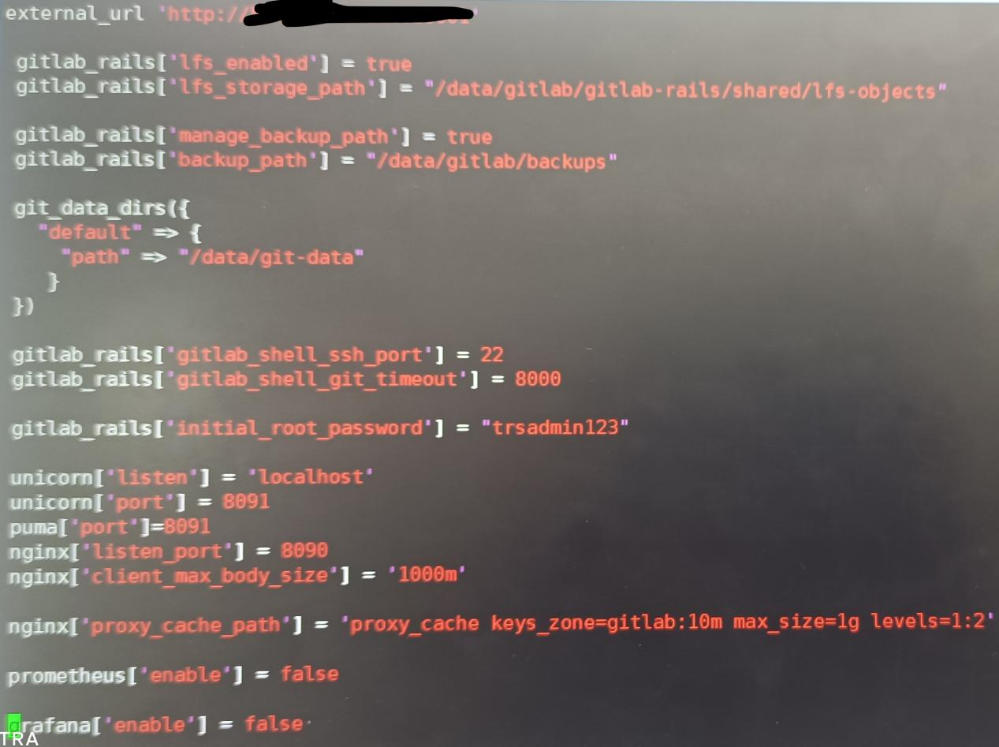 external_url 'http://'
gitlab_rails['lfs_enabled'] = true
gitlab_rails['lfs_storage_path'] = "/data/gitlab/gitlab-rails/shared/lfs-objects"
gitlab_rails['manage_backup_path'] = true
gitlab_rails['backup_path'] = "/data/gitlab/backups"
git_data_dirs({
"default" => {
"path" => "/data/git-data"
}
})
gitlab_rails['gitlab_shell_ssh_port'] = 22
gitlab_rails['gitlab_shell_git_timeout'] = 8000
gitlab_rails['initial_root_password'] = "trsadmin123"
unicorn['listen'] = 'localhost'
unicorn['port'] = 8091
puma['port']=8091
nginx['listen_port'] = 8090
nginx['client_max_body_size'] = '1000m'
nginx['proxy_cache_path'] = 'proxy_cache keys_zone=gitlab:10m max_size=1g levels=1:2'
prometheus['enable'] = false
grafana['enable'] = false
TRA